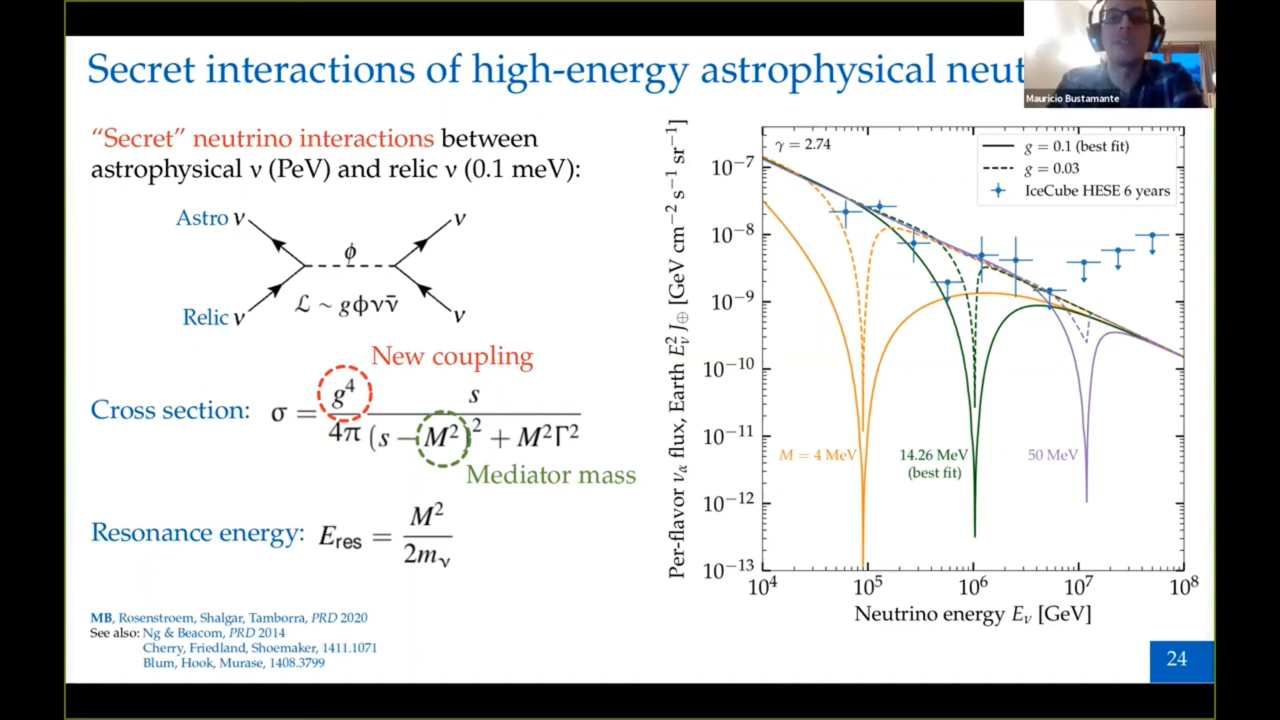 Secret interactions of high-energy astrophysical neut
Mauricio Bustamante
“Secret” neutrino interactions between
astrophysical ν (PeV) and relic ν (0.1 meV):
Astro ν
ν
ϕ
ℒ ~ gϕνν̄
Relic ν
ν
New coupling
Cross section: σ = g⁴/4π s/((s − M²)² + M²Γ²)
Mediator mass
Resonance energy: E_res = M²/2m_ν
MB, Rosenstroem, Shalgar, Tamborra, PRD 2020
See also: Ng & Beacom, PRD 2014
Cherry, Friedland, Shoemaker, 1411.1071
Blum, Hook, Murase, 1408.3799
Per-flavor ν_α flux, Earth E_ν² J_⊕ [GeV cm⁻² s⁻¹ sr⁻¹]
γ = 2.74
g = 0.1 (best fit)
g = 0.03
IceCube HESE 6 years
10⁻⁷
10⁻⁸
10⁻⁹
10⁻¹⁰
10⁻¹¹
10⁻¹²
10⁻¹³
M = 4 MeV
14.26 MeV
(best fit)
50 MeV
10⁴ 10⁵ 10⁶ 10⁷ 10⁸
Neutrino energy E_ν [GeV]
24